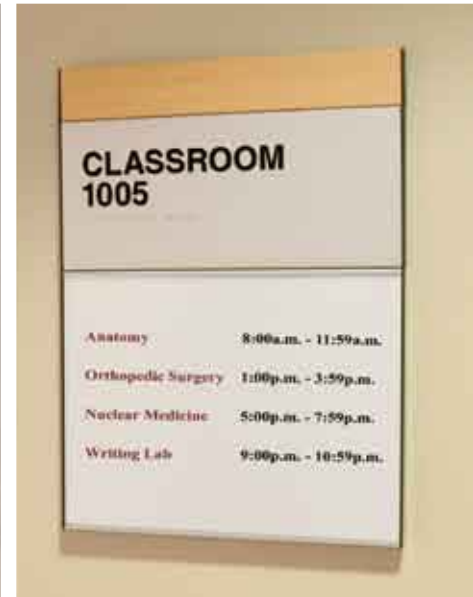 CLASSROOM
1005
Anatomy 8:00a.m. - 11:59a.m.
Orthopedic Surgery 1:00p.m. - 3:59p.m.
Nuclear Medicine 5:00p.m. - 7:59p.m.
Writing Lab 9:00p.m. - 10:59p.m.